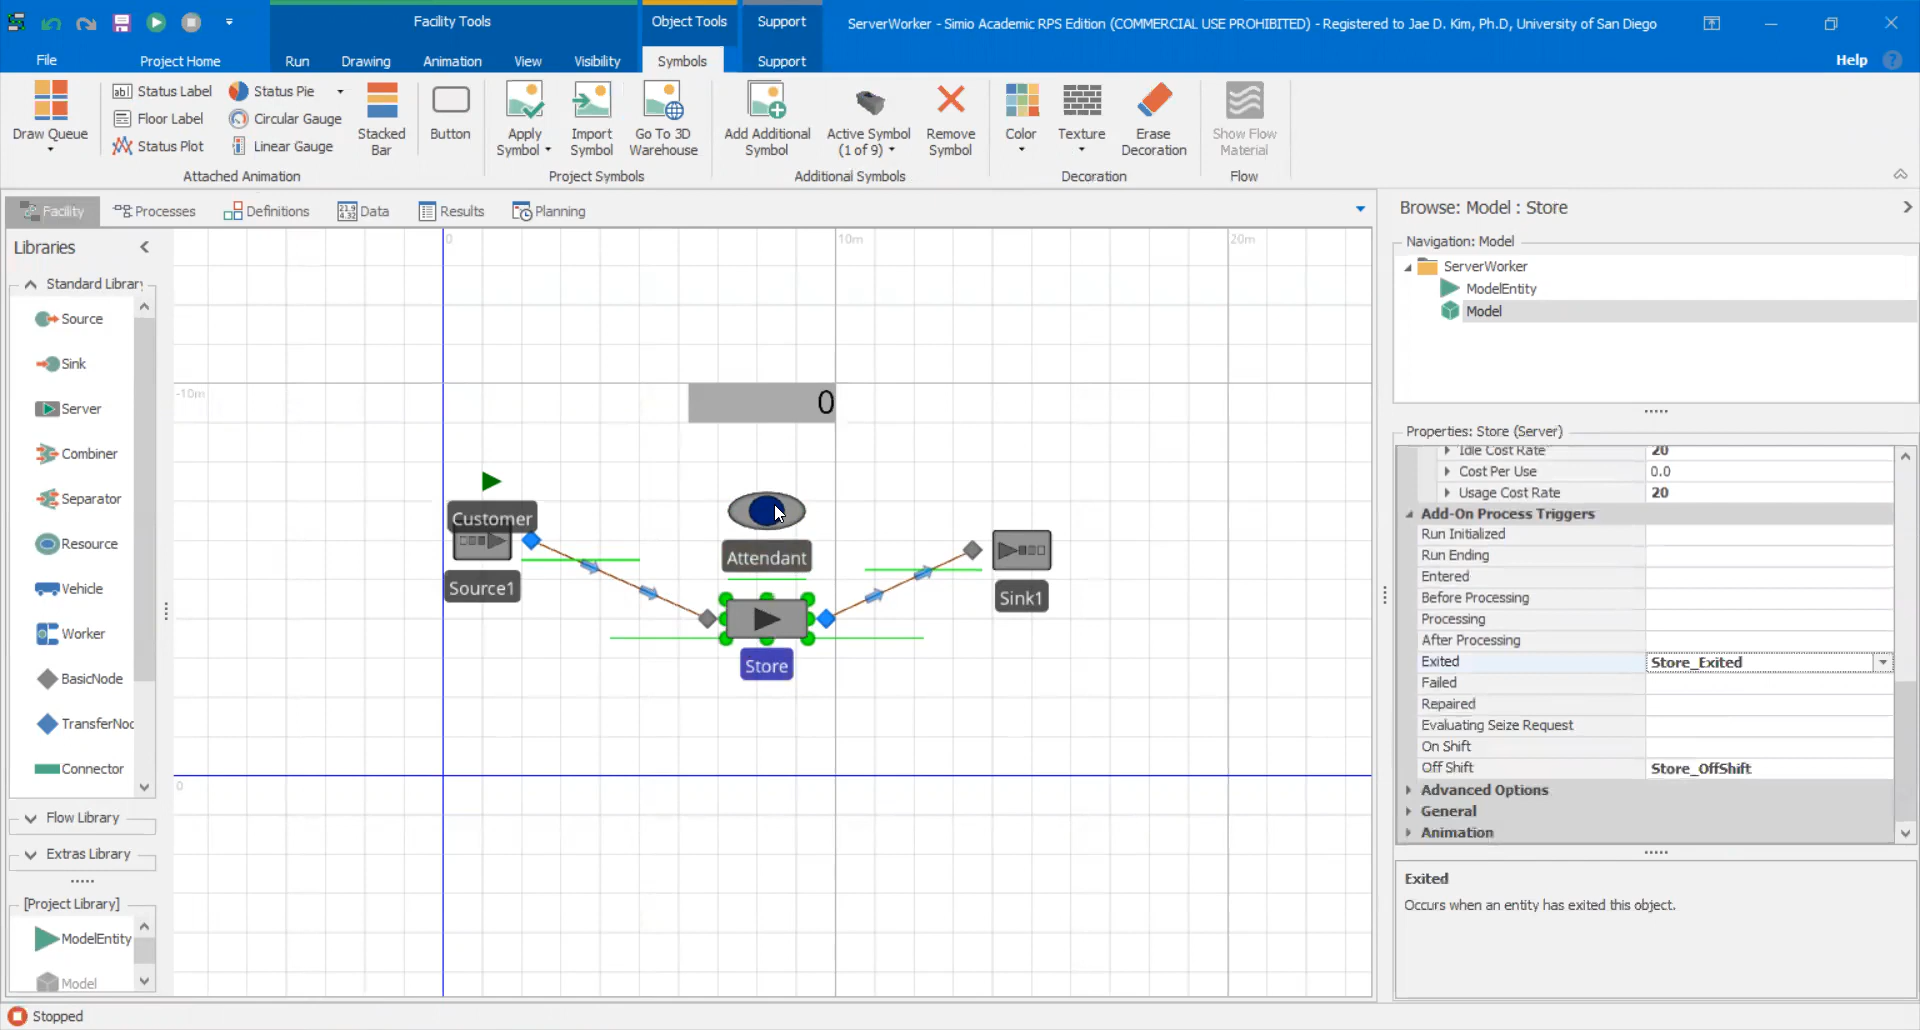 Facility Tools
Object Tools
Support
ServerWorker - Simio Academic RPS Edition (COMMERCIAL USE PROHIBITED) - Registered to Jae D. Kim, Ph.D, University of San Diego
File
Project Home
Run
Drawing
Animation
View
Visibility
Symbols
Support
Help
Draw Queue
Status Label
Floor Label
Status Plot
Status Pie
Circular Gauge
Linear Gauge
Stacked Bar
Attached Animation
Button
Apply Symbol
Import Symbol
Go To 3D Warehouse
Project Symbols
Add Additional Symbol
Active Symbol (1 of 9)
Remove Symbol
Additional Symbols
Color
Texture
Erase Decoration
Decoration
Show Flow Material
Flow
Facility
Processes
Definitions
Data
Results
Planning
Libraries
Standard Library
Source
Sink
Server
Combiner
Separator
Resource
Vehicle
Worker
BasicNode
TransferNod
Connector
Flow Library
Extras Library
[Project Library]
ModelEntity
Model
0
10m
20m
-10m
0
0
Customer
Source1
Attendant
Store
Sink1
Browse: Model : Store
Navigation: Model
ServerWorker
ModelEntity
Model
Properties: Store (Server)
Idle Cost Rate 20
Cost Per Use 0.0
Usage Cost Rate 20
Add-On Process Triggers
Run Initialized
Run Ending
Entered
Before Processing
Processing
After Processing
Exited Store_Exited
Failed
Repaired
Evaluating Seize Request
On Shift
Off Shift Store_OffShift
Advanced Options
General
Animation
Exited
Occurs when an entity has exited this object.
Stopped